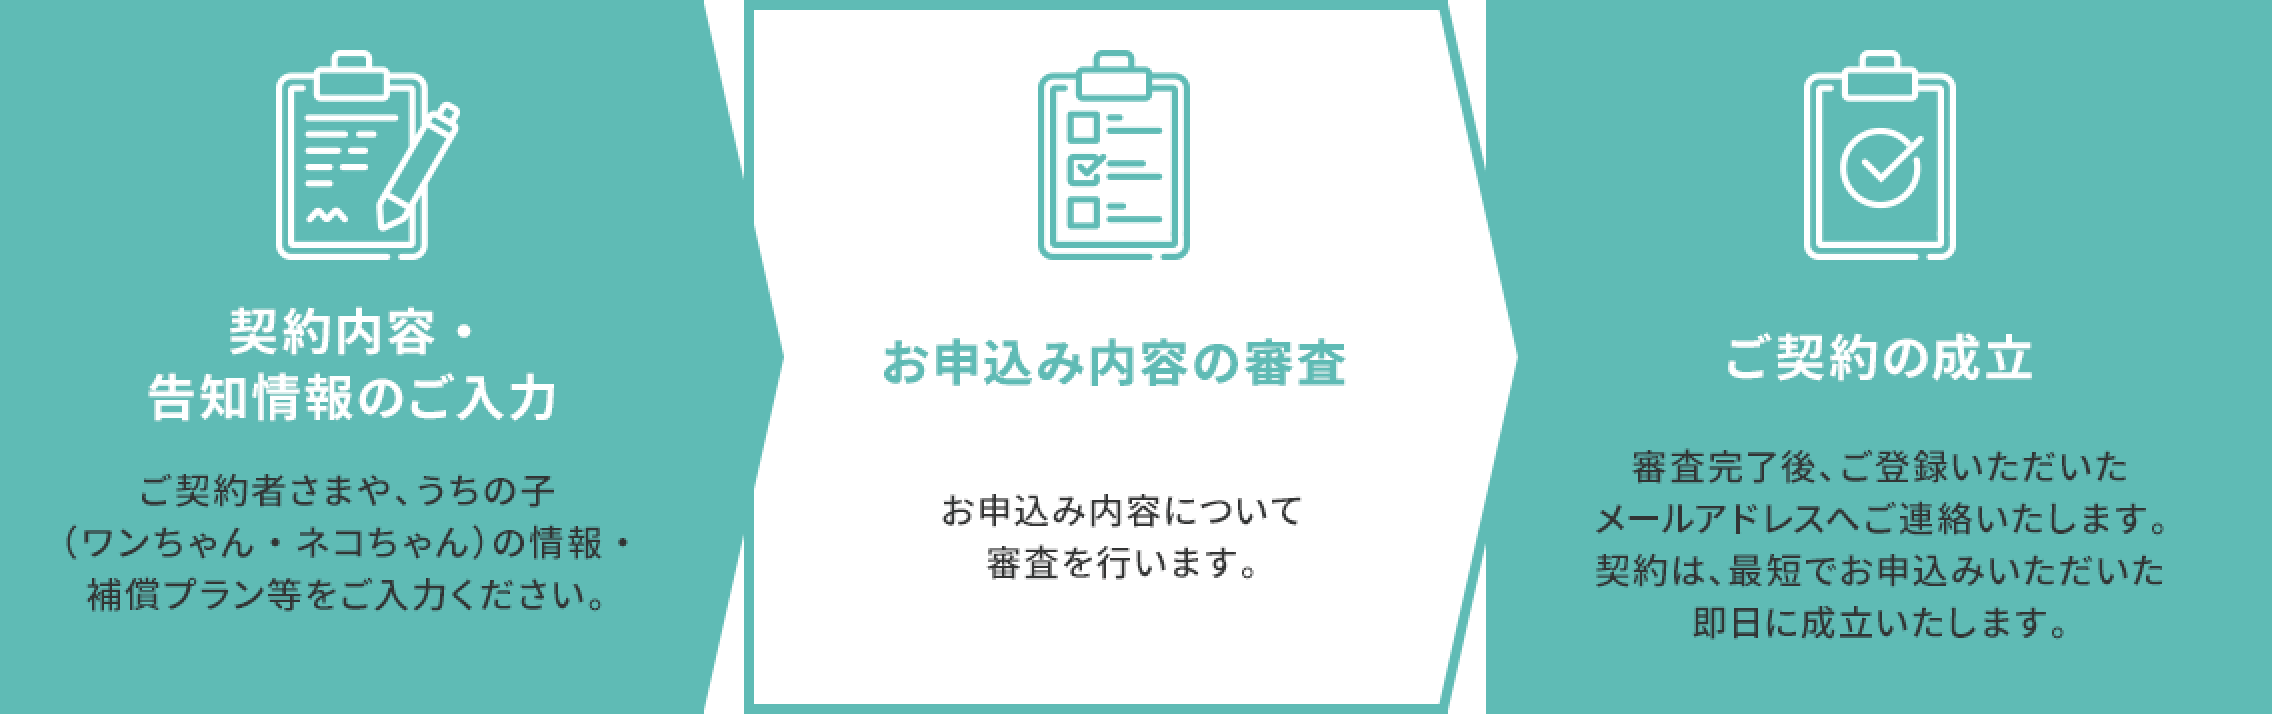 契約内容・
告知情報のご入力
ご契約者さまや、うちの子
（ワンちゃん・ネコちゃん）の情報・
補償プラン等をご入力ください。
お申込み内容の審査
お申込み内容について
審査を行います。
ご契約の成立
審査完了後、ご登録いただいた
メールアドレスへご連絡いたします。
契約は、最短でお申込みいただいた
即日に成立いたします。